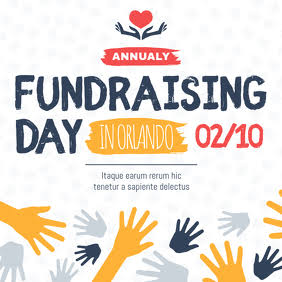 ANNUALY
FUNDRAISING
DAY IN ORLANDO 02/10
Itaque earum rerum hic
tenetur a sapiente delectus